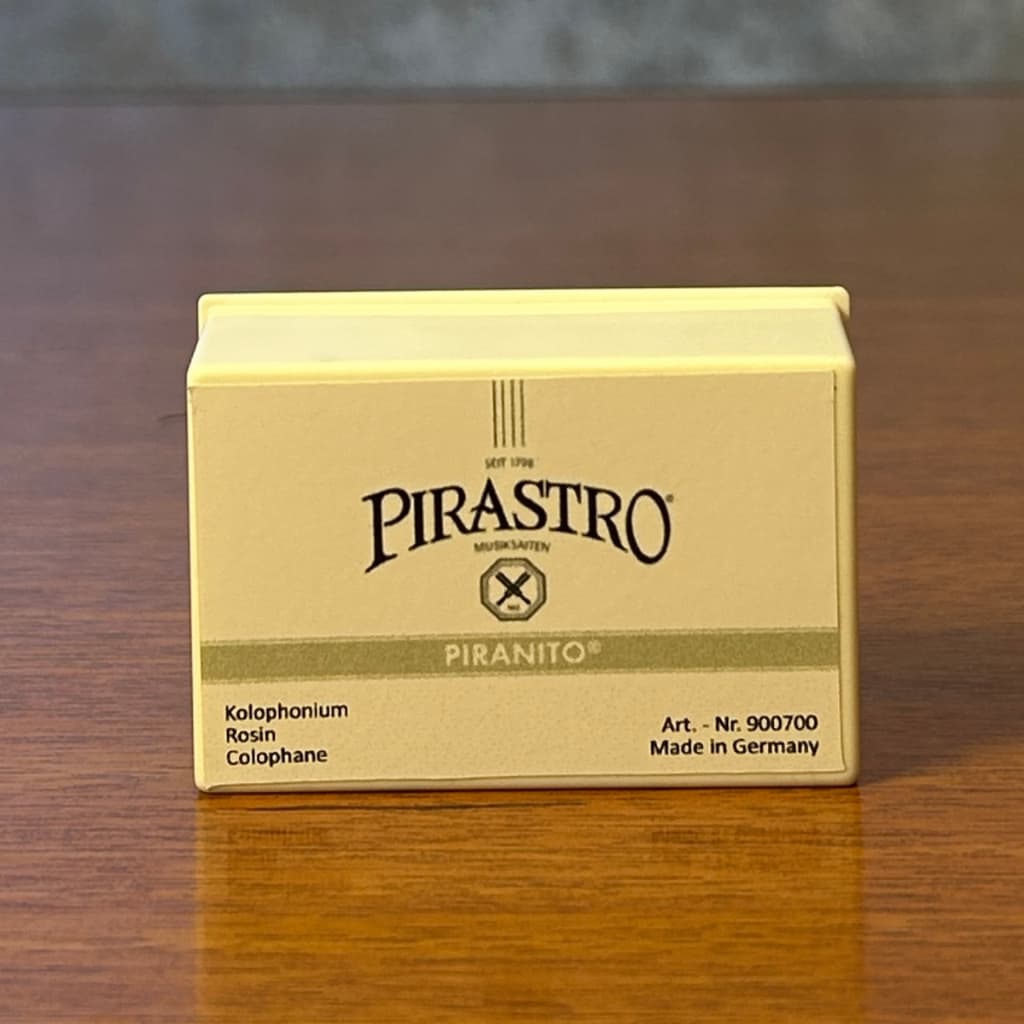 SEIT 1798
PIRASTRO®
MUSIKSAITEN
PIRANITO®
Kolophonium
Rosin
Colophane
Art. - Nr. 900700
Made in Germany